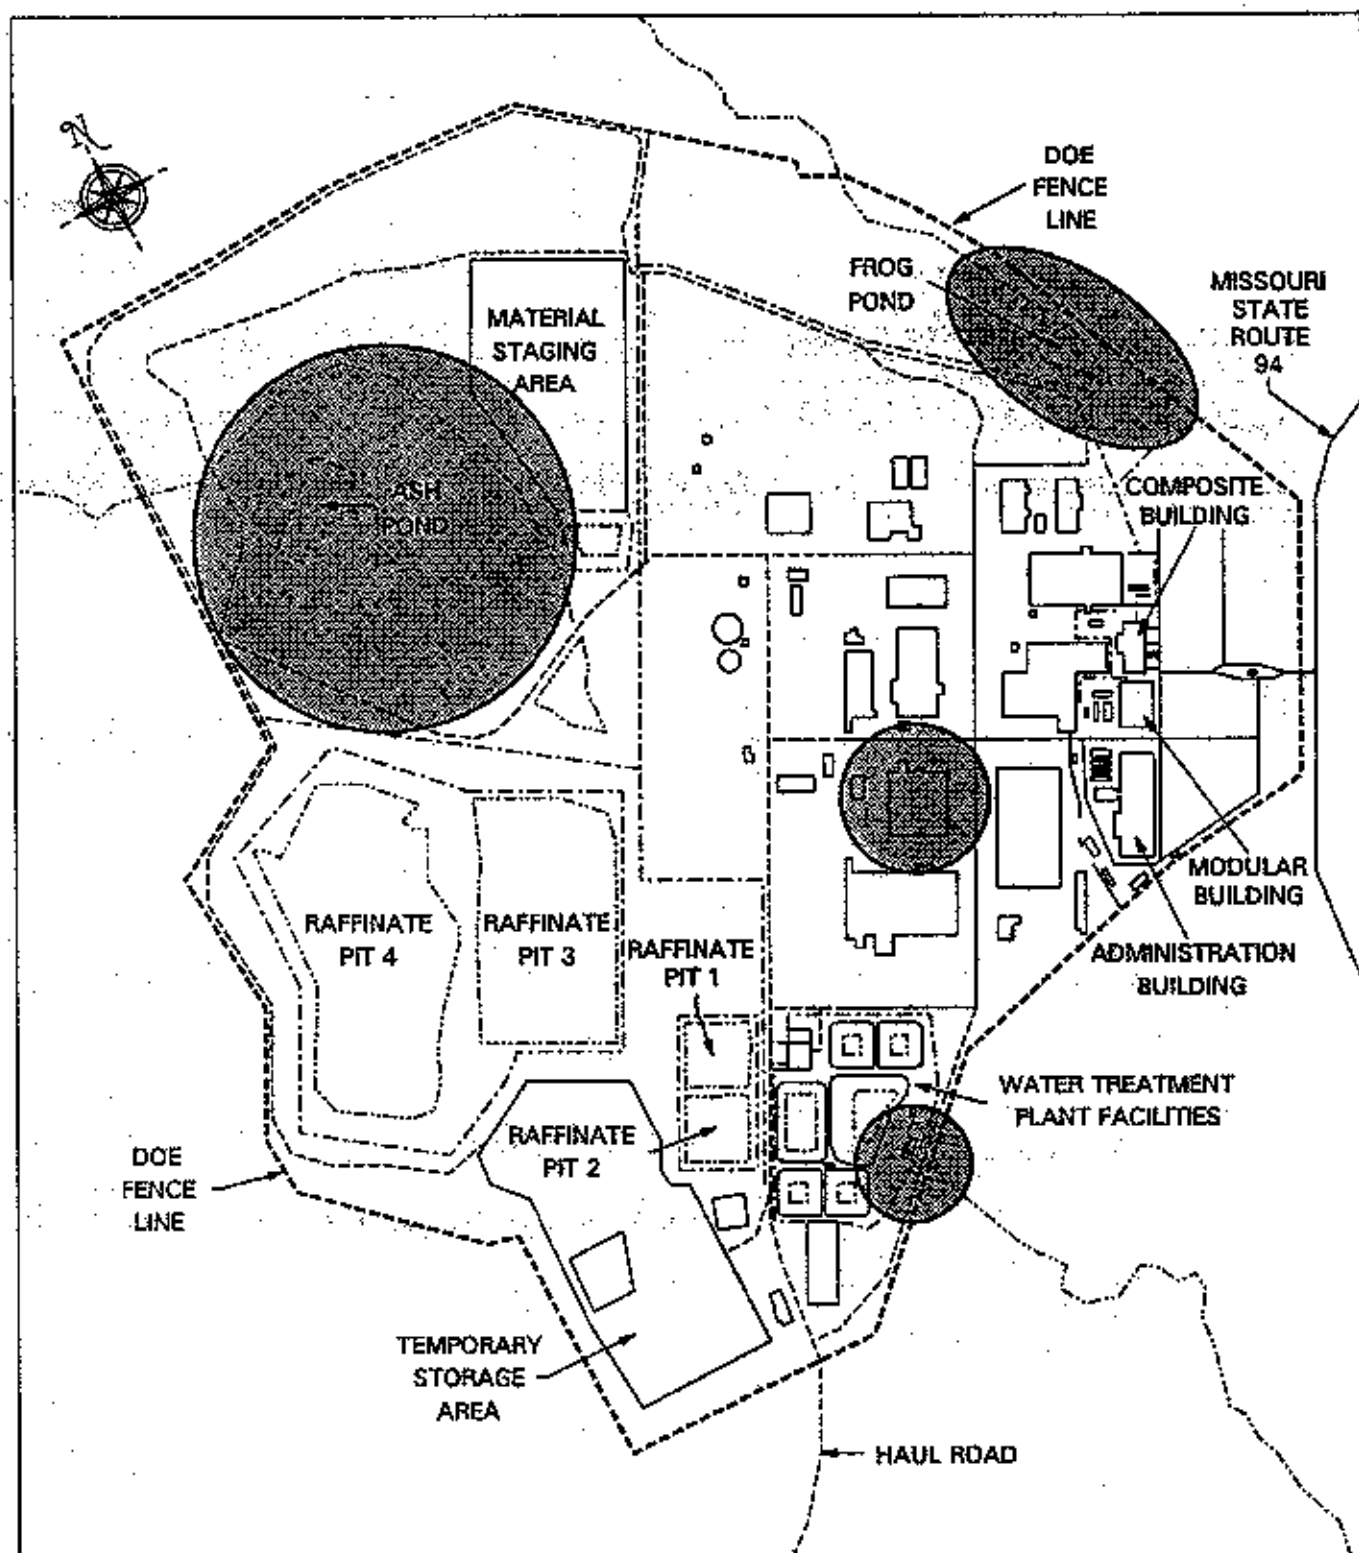 N
DOE
FENCE
LINE
FROG
POND
MISSOURI
STATE
ROUTE
94
MATERIAL
STAGING
AREA
ASH
POND
COMPOSITE
BUILDING
MODULAR
BUILDING
RAFFINATE
PIT 4
RAFFINATE
PIT 3
RAFFINATE
PIT 1
ADMINISTRATION
BUILDING
WATER TREATMENT
PLANT FACILITIES
RAFFINATE
PIT 2
DOE
FENCE
LINE
TEMPORARY
STORAGE
AREA
HAUL ROAD